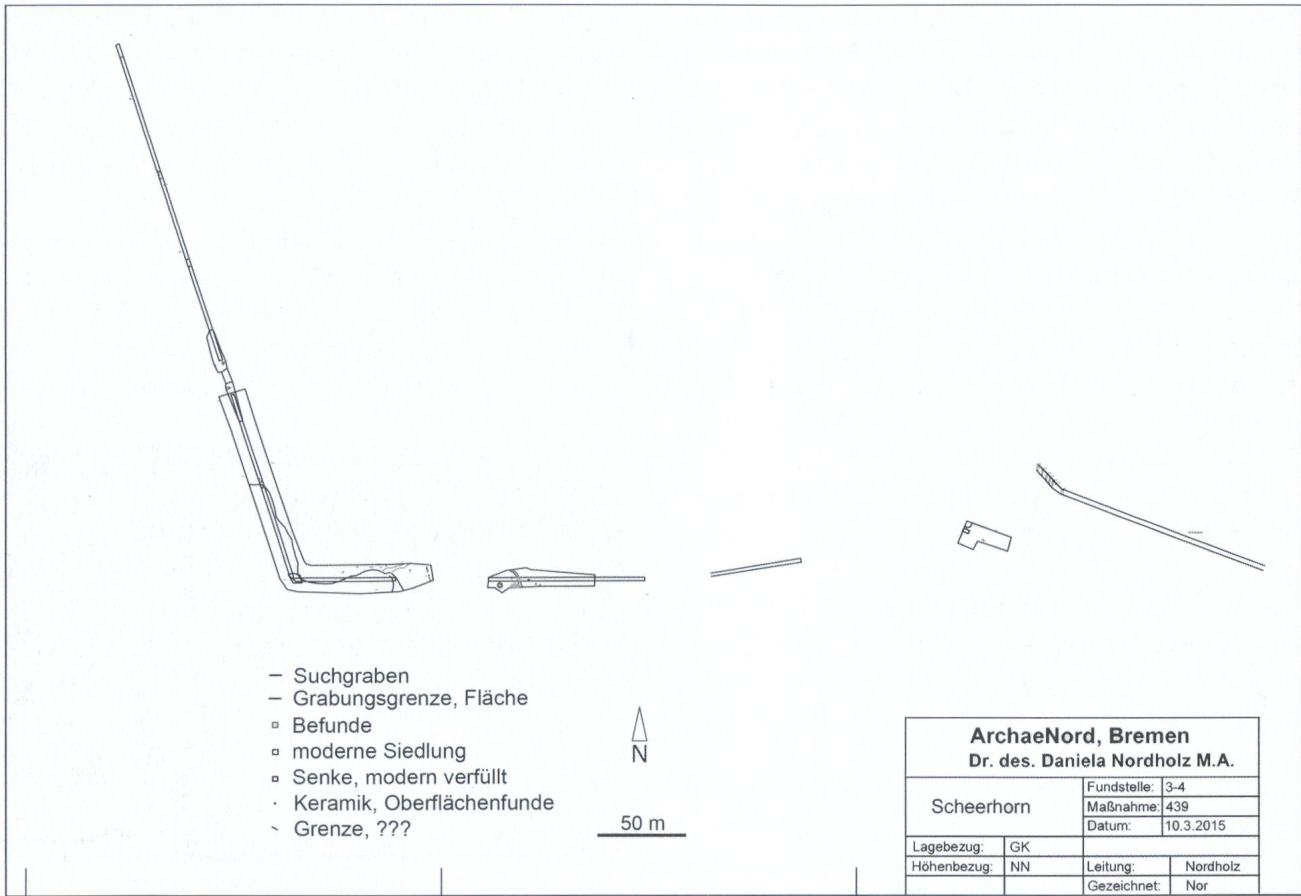 — Suchgraben
— Grabungsgrenze, Fläche
Befunde
moderne Siedlung
Senke, modern verfüllt
Keramik, Oberflächenfunde
Grenze, ???
N
50 m
ArchaeNord, Bremen
Dr. des. Daniela Nordholz M.A.
Scheerhorn
Fundstelle: 3-4
Maßnahme: 439
Datum: 10.3.2015
Lagebezug: GK
Höhenbezug: NN Leitung: Nordholz
Gezeichnet: Nor